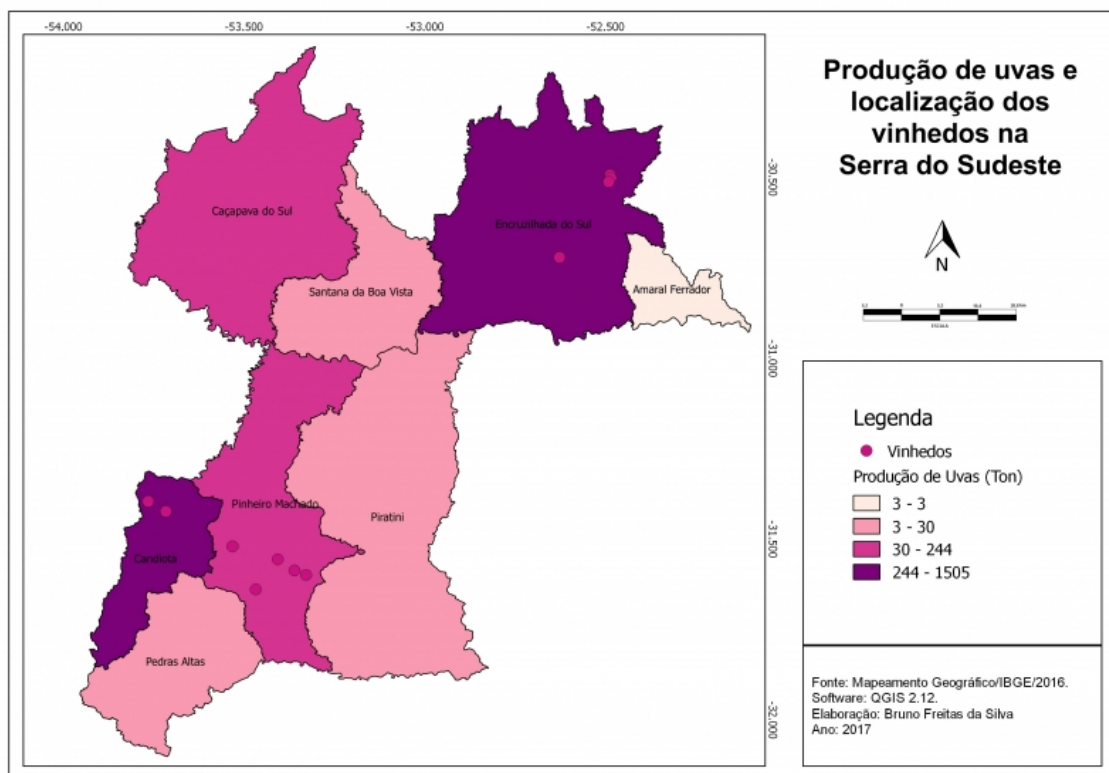 -54.000
-53.500
-53.000
-52.500
Produção de uvas e
localização dos
vinhedos na
Serra do Sudeste
-30.500
Caçapava do Sul
Encruzilhada do Sul
N
Santana da Boa Vista
Amaral Ferrador
-31.000
Legenda
Vinhedos
Produção de Uvas (Ton)
3 - 3
3 - 30
30 - 244
244 - 1505
Pinheiro Machado
Piratini
-31.500
Candiota
Pedras Altas
-32.000
Fonte: Mapeamento Geográfico/IBGE/2016.
Software: QGIS 2.12.
Elaboração: Bruno Freitas da Silva
Ano: 2017